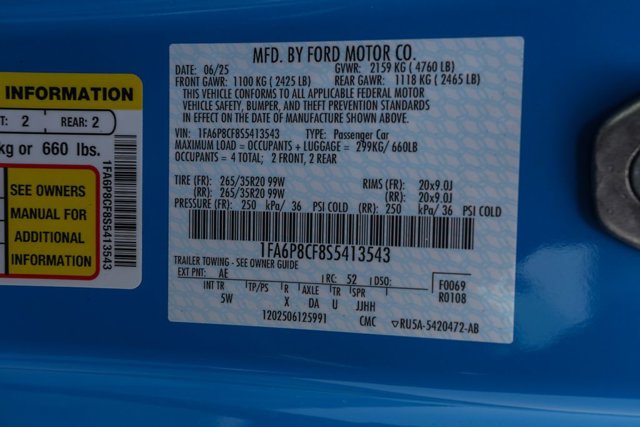 INFORMATION
T: 2 REAR: 2
kg or 660 lbs.
SEE OWNERS
MANUAL FOR
ADDITIONAL
INFORMATION
1FA6P8CF8S5413543
MFD. BY FORD MOTOR CO.
DATE: 06/25 GVWR: 2159 KG ( 4760 LB)
FRONT GAWR: 1100 KG ( 2425 LB) REAR GAWR: 1118 KG ( 2465 LB)
THIS VEHICLE CONFORMS TO ALL APPLICABLE FEDERAL MOTOR
VEHICLE SAFETY, BUMPER, AND THEFT PREVENTION STANDARDS
IN EFFECT ON THE DATE OF MANUFACTURE SHOWN ABOVE.
VIN: 1FA6P8CF8S5413543 TYPE: Passenger Car
MAXIMUM LOAD = OCCUPANTS + LUGGAGE = 299KG/ 660LB
OCCUPANTS = 4 TOTAL; 2 FRONT, 2 REAR
TIRE (FR): 265/35R20 99W RIMS (FR): 20x9.0J
(RR): 265/35R20 99W (RR): 20x9.0J
PRESSURE (FR): 250 kPa/ 36 PSI COLD (RR): 250 kPa/ 36 PSI COLD
1FA6P8CF8S5413543
TRAILER TOWING - SEE OWNER GUIDE
EXT PNT: AE RC: 52 DSO: F0069
INT TR TP/PS R AXLE TR SPR R0108
5W X DA U JJHH
1202506125991 CMC ▽RU5A-5420472-AB